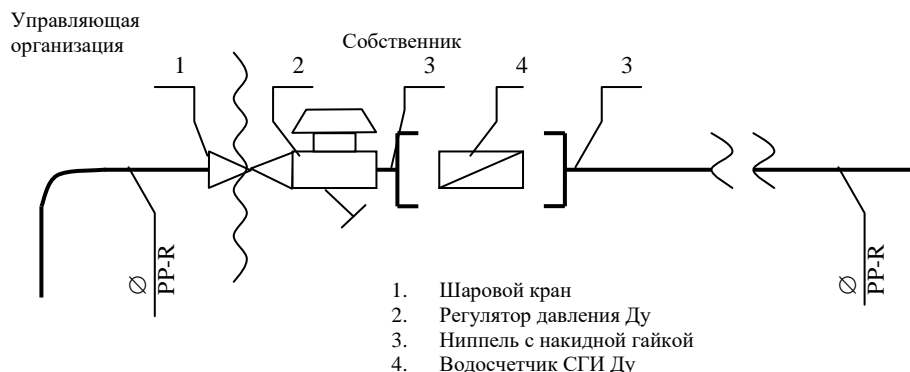 Управляющая
организация
Собственник
1
2
3
4
3
∅
PP-R
∅
PP-R
1. Шаровой кран
2. Регулятор давления Ду
3. Ниппель с накидной гайкой
4. Водосчетчик СГИ Ду